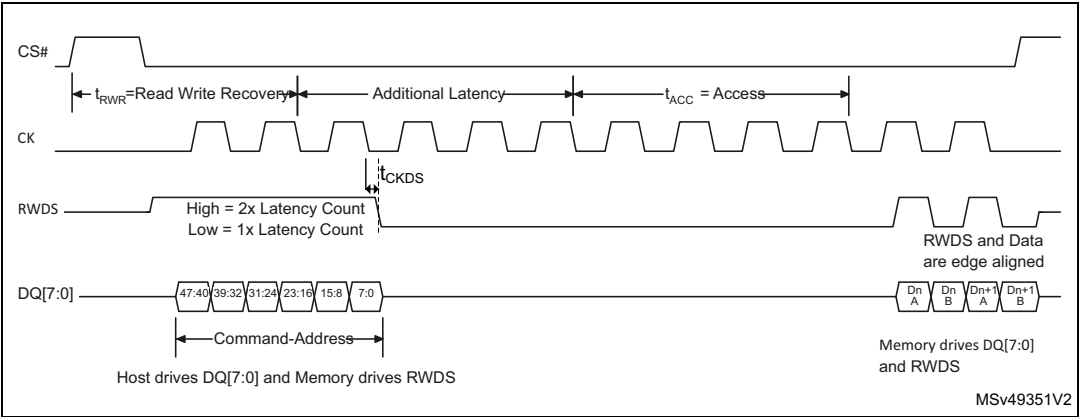 CS#
tRWR=Read Write Recovery
Additional Latency
tACC = Access
CK
tCKDS
RWDS
High = 2x Latency Count
Low = 1x Latency Count
RWDS and Data
are edge aligned
DQ[7:0]
47:40 39:32 31:24 23:16 15:8 7:0
Dn A
Dn B
Dn+1 A
Dn+1 B
Command-Address
Memory drives DQ[7:0]
and RWDS
Host drives DQ[7:0] and Memory drives RWDS
MSv49351V2